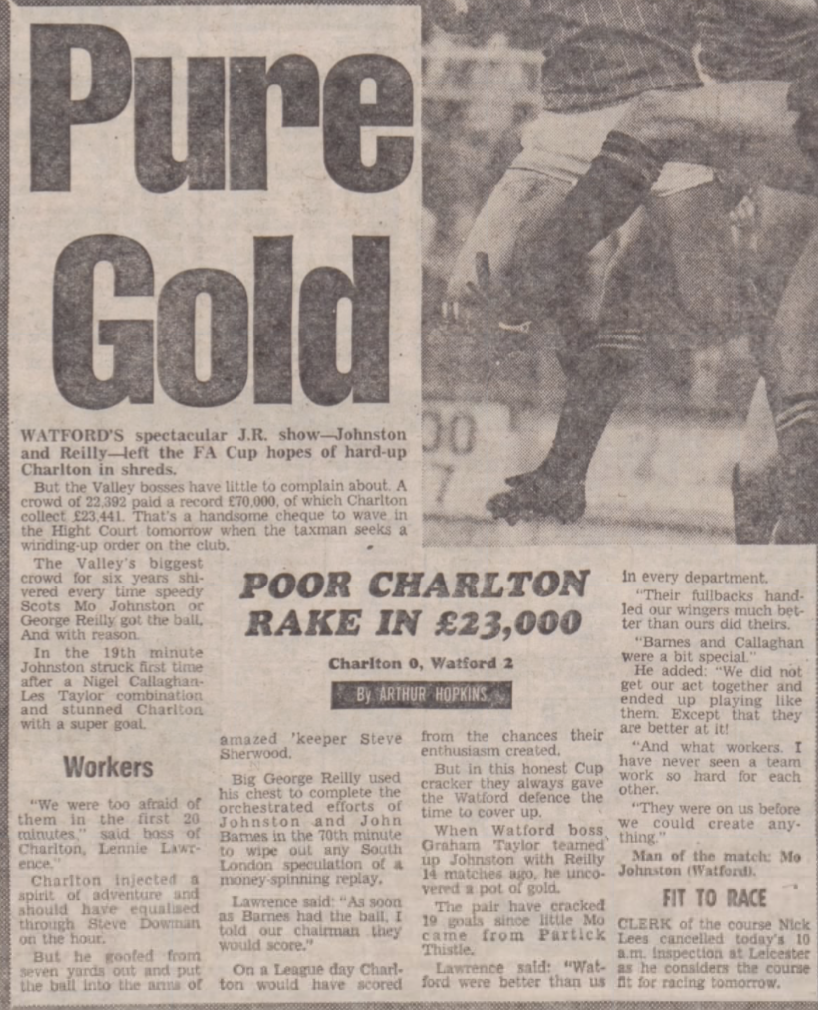 Pure
Gold
WATFORD'S spectacular J.R. show—Johnston
and Reilly—left the FA Cup hopes of hard-up
Charlton in shreds.
But the Valley bosses have little to complain about. A
crowd of 22,392 paid a record £70,000, of which Charlton
collect £23,441. That's a handsome cheque to wave in
the Hight Court tomorrow when the taxman seeks a
winding-up order on the club.
The Valley's biggest
crowd for six years shi-
vered every time speedy
Scots Mo Johnston or
George Reilly got the ball.
And with reason.
In the 19th minute
Johnston struck first time
after a Nigel Callaghan-
Les Taylor combination
and stunned Charlton
with a super goal.
Workers
"We were too afraid of
them in the first 20
minutes," said boss of
Charlton, Lennie Lawr-
ence."
Charlton injected a
spirit of adventure and
should have equalised
through Steve Dowman
on the hour.
But he goofed from
seven yards out and put
the ball into the arms of
POOR CHARLTON
RAKE IN £23,000
Charlton 0, Watford 2
By ARTHUR HOPKINS
amazed 'keeper Steve
Sherwood.
Big George Reilly used
his chest to complete the
orchestrated efforts of
Johnston and John
Barnes in the 70th minute
to wipe out any South
London speculation of a
money-spinning replay.
Lawrence said: "As soon
as Barnes had the ball, I
told our chairman they
would score."
On a League day Charl-
ton would have scored
from the chances their
enthusiasm created.
But in this honest Cup
cracker they always gave
the Watford defence the
time to cover up.
When Watford boss
Graham Taylor teamed
up Johnston with Reilly
14 matches ago, he unco-
vered a pot of gold.
The pair have cracked
19 goals since little Mo
came from Partick
Thistle.
Lawrence said: "Wat-
ford were better than us
in every department.
"Their fullbacks hand-
led our wingers much bet-
ter than ours did theirs.
"Barnes and Callaghan
were a bit special."
He added: "We did not
get our act together and
ended up playing like
them. Except that they
are better at it!
"And what workers. I
have never seen a team
work so hard for each
other.
"They were on us before
we could create any-
thing."
Man of the match: Mo
Johnston (Watford).
FIT TO RACE
CLERK of the course Nick
Lees cancelled today's 10
a.m. inspection at Leicester
as he considers the course
fit for racing tomorrow.
00
7